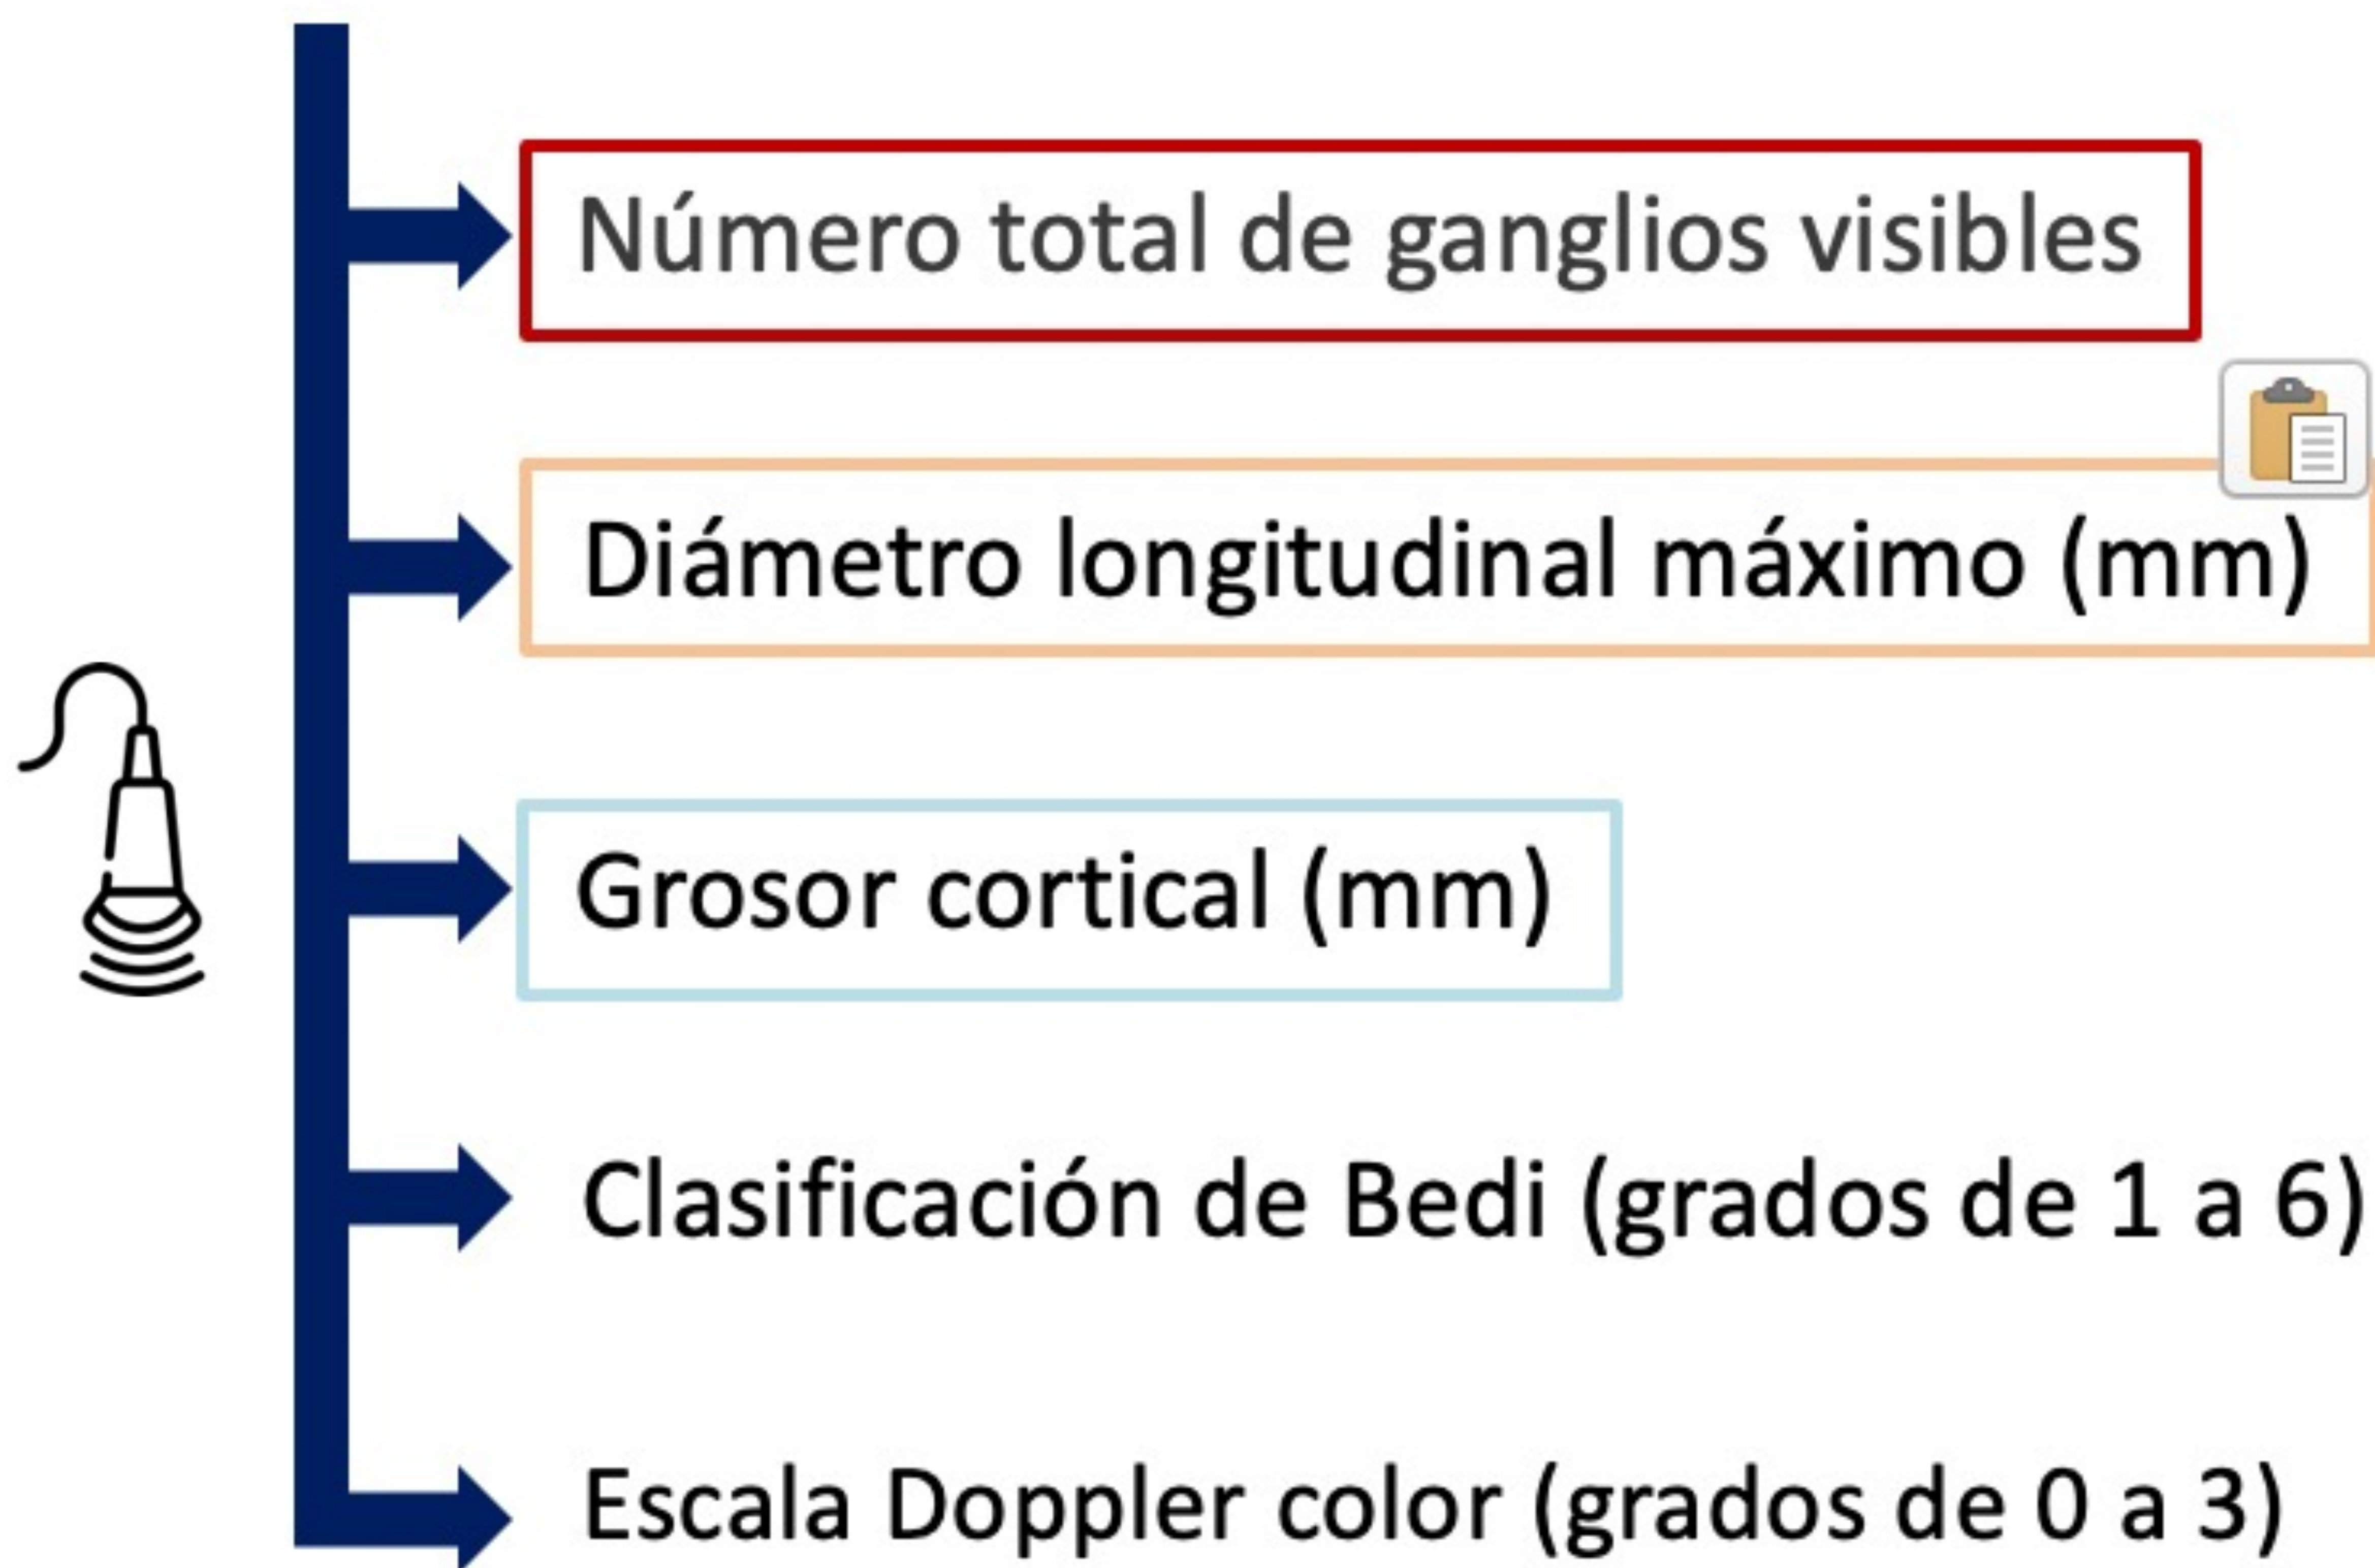 Número total de ganglios visibles
Diámetro longitudinal máximo (mm)
Grosor cortical (mm)
Clasificación de Bedi (grados de 1 a 6)
Escala Doppler color (grados de 0 a 3)